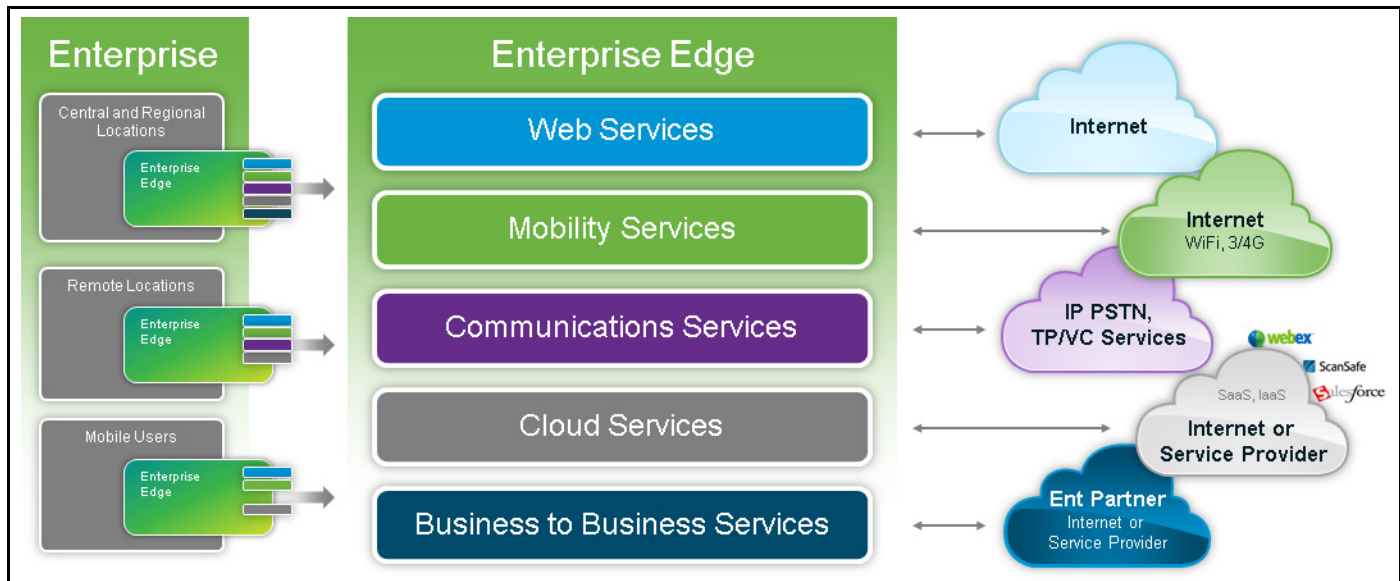 Enterprise
Central and Regional
Locations
Enterprise
Edge
Remote Locations
Enterprise
Edge
Mobile Users
Enterprise
Edge
Enterprise Edge
Web Services
Mobility Services
Communications Services
Cloud Services
Business to Business Services
Internet
Internet
WiFi, 3/4G
IP PSTN,
TP/VC Services
webex
ScanSafe
salesforce
SaaS, IaaS
Internet or
Service Provider
Ent Partner
Internet or
Service Provider